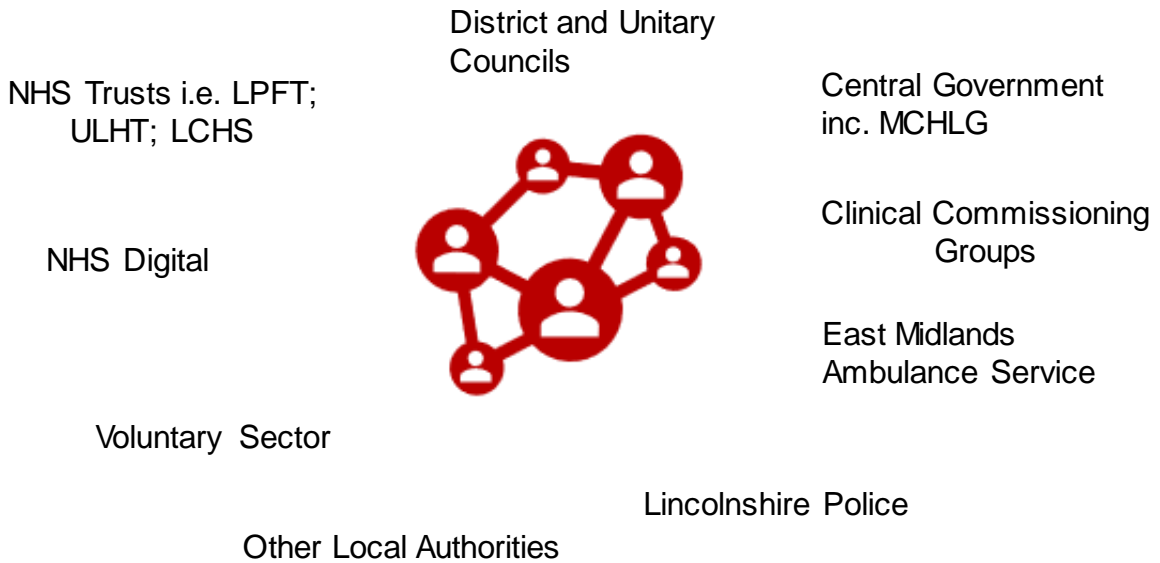 District and Unitary
Councils
NHS Trusts i.e. LPFT;
ULHT; LCHS
Central Government
inc. MCHLG
Clinical Commissioning
Groups
NHS Digital
East Midlands
Ambulance Service
Voluntary Sector
Lincolnshire Police
Other Local Authorities